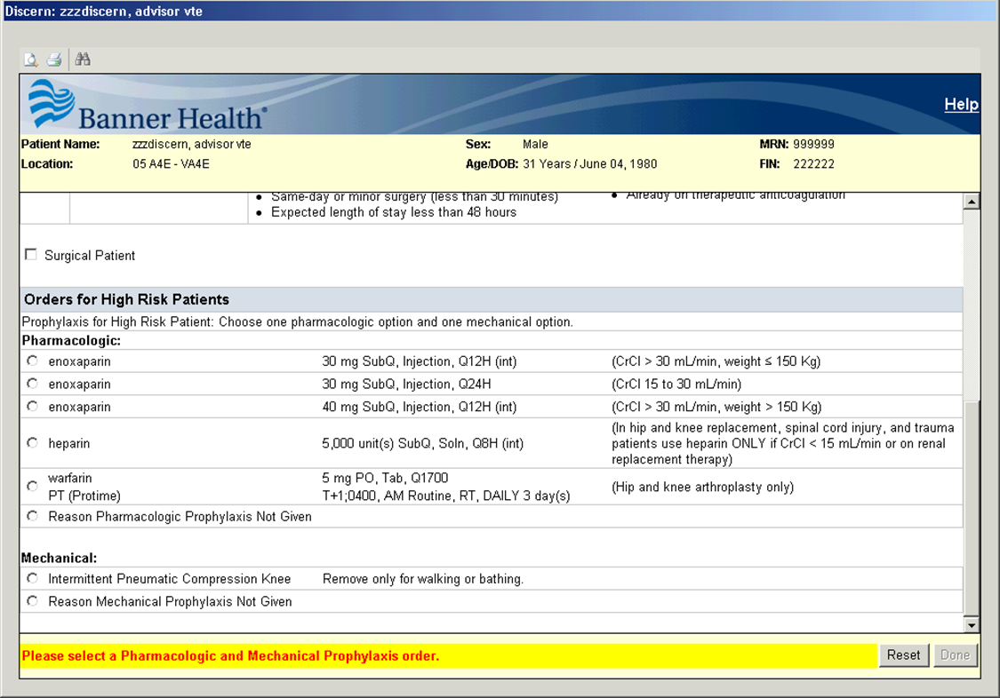 Discern: zzzdiscern, advisor vte
Banner Health®
Help
Patient Name: zzzdiscern, advisor vte Sex: Male MRN: 999999
Location: 05 A4E - VA4E Age/DOB: 31 Years / June 04, 1980 FIN: 222222
• Same-day or minor surgery (less than 30 minutes) • Already on therapeutic anticoagulation
• Expected length of stay less than 48 hours
Surgical Patient
Orders for High Risk Patients
Prophylaxis for High Risk Patient: Choose one pharmacologic option and one mechanical option.
Pharmacologic:
enoxaparin 30 mg SubQ, Injection, Q12H (int) (CrCl > 30 mL/min, weight ≤ 150 Kg)
enoxaparin 30 mg SubQ, Injection, Q24H (CrCl 15 to 30 mL/min)
enoxaparin 40 mg SubQ, Injection, Q12H (int) (CrCl > 30 mL/min, weight > 150 Kg)
heparin 5,000 unit(s) SubQ, Soln, Q8H (int) (In hip and knee replacement, spinal cord injury, and trauma
patients use heparin ONLY if CrCl < 15 mL/min or on renal
replacement therapy)
warfarin 5 mg PO, Tab, Q1700
PT (Protime) T+1;0400, AM Routine, RT, DAILY 3 day(s) (Hip and knee arthroplasty only)
Reason Pharmacologic Prophylaxis Not Given
Mechanical:
Intermittent Pneumatic Compression Knee Remove only for walking or bathing.
Reason Mechanical Prophylaxis Not Given
Please select a Pharmacologic and Mechanical Prophylaxis order. Reset Done